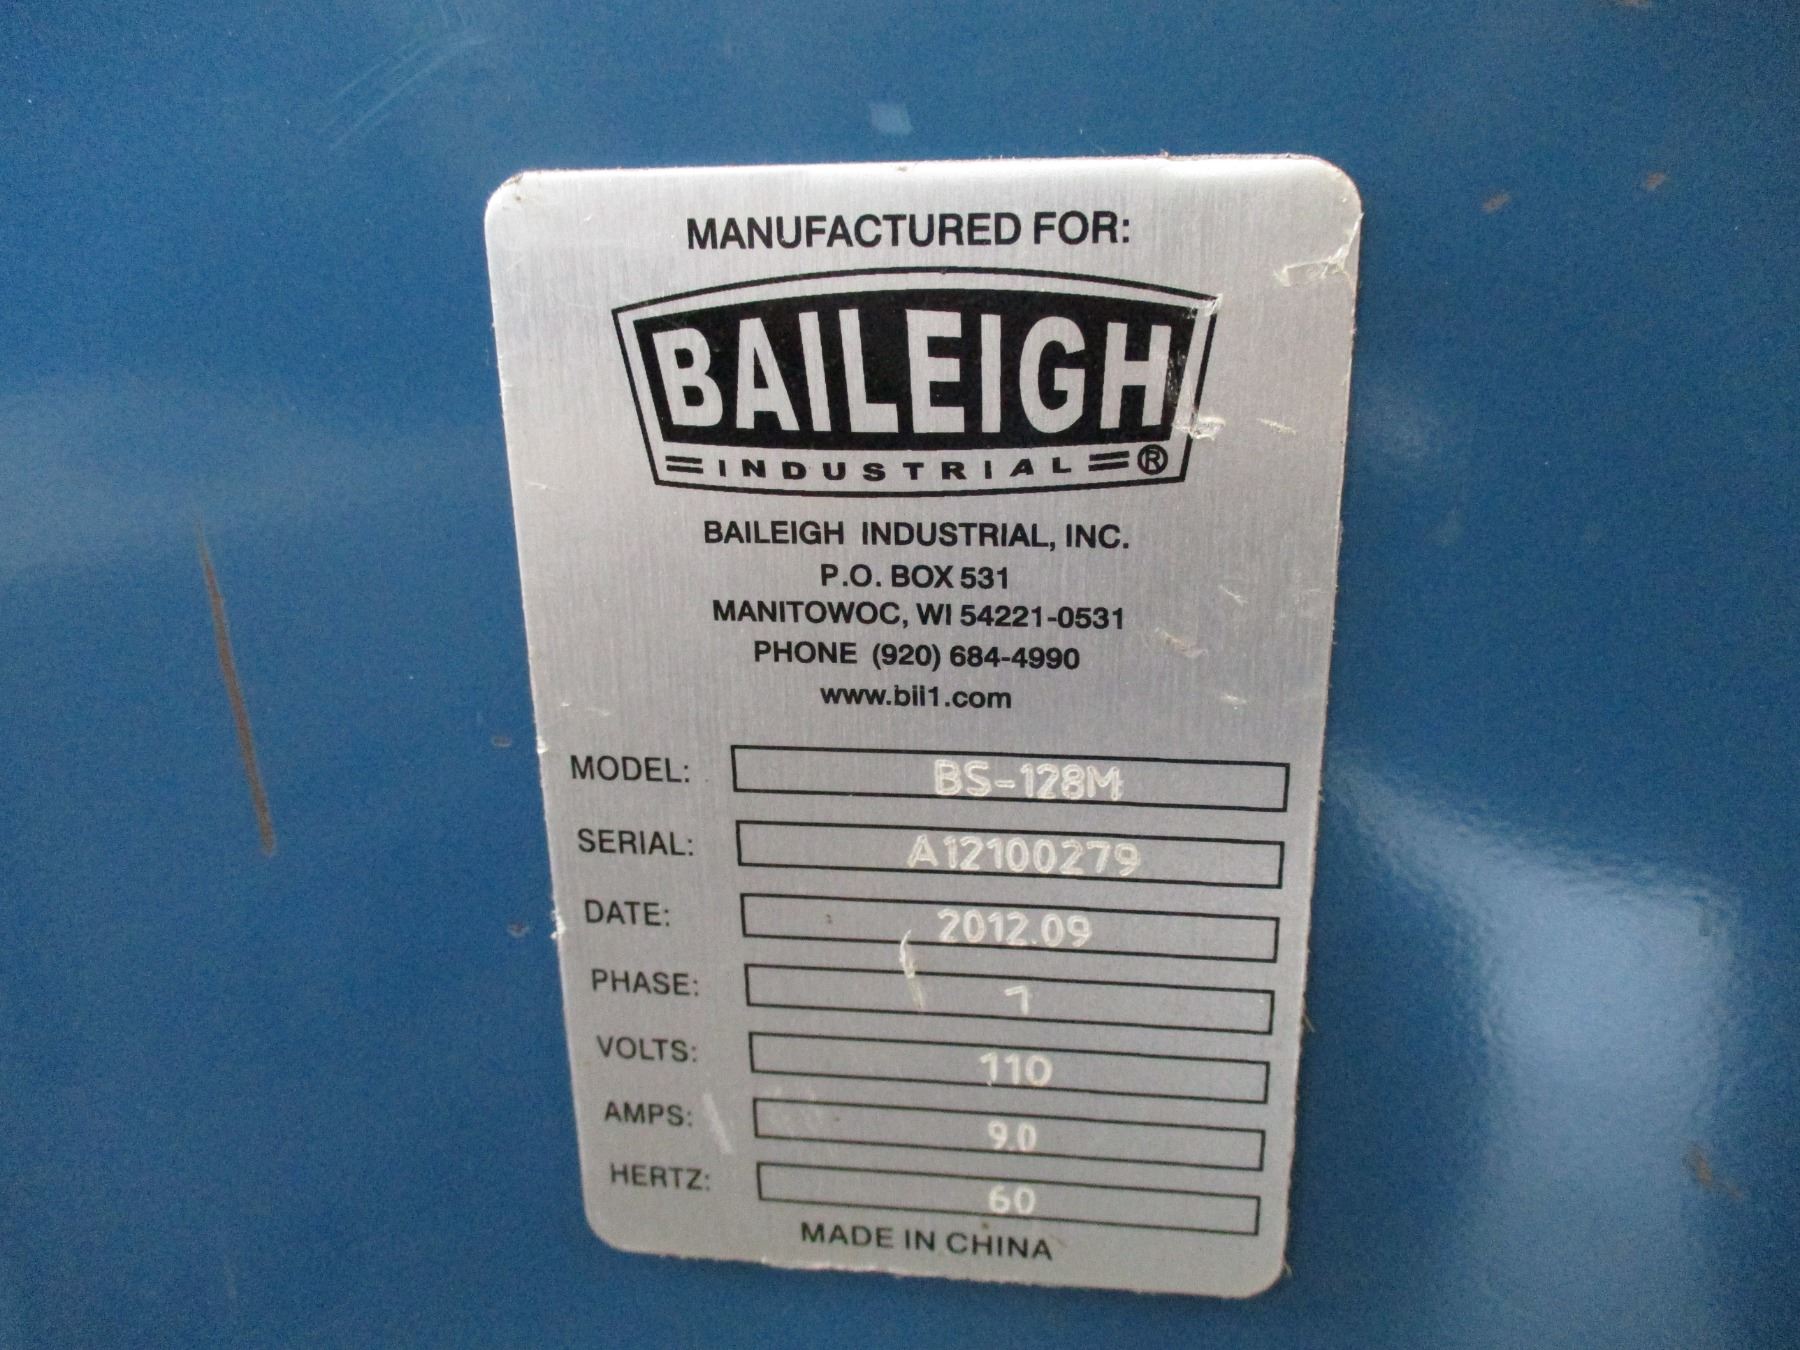 MANUFACTURED FOR:
BAILEIGH
INDUSTRIAL ®
BAILEIGH INDUSTRIAL, INC.
P.O. BOX 531
MANITOWOC, WI 54221-0531
PHONE (920) 684-4990
www.bii1.com
MODEL: BS-128M
SERIAL: A12100279
DATE: 2012.09
PHASE: 1
VOLTS: 110
AMPS: 9.0
HERTZ: 60
MADE IN CHINA